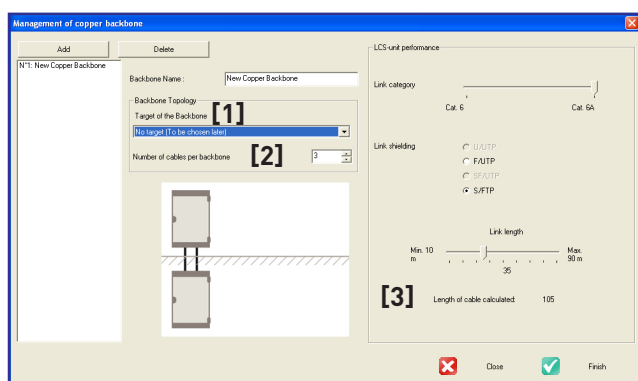 Management of copper backbone
Add
Delete
N°1: New Copper Backbone
Backbone Name :
New Copper Backbone
Backbone Topology
Target of the Backbone
[1]
No target (To be chosen later)
Number of cables per backbone
[2]
3
LCS-unit performance
Link category
Cat. 6
Cat. 6A
Link shielding
U/UTP
F/UTP
SF/UTP
S/FTP
Link length
Min. 10 m
Max. 90 m
35
[3]
Length of cable calculated:
105
Close
Finish